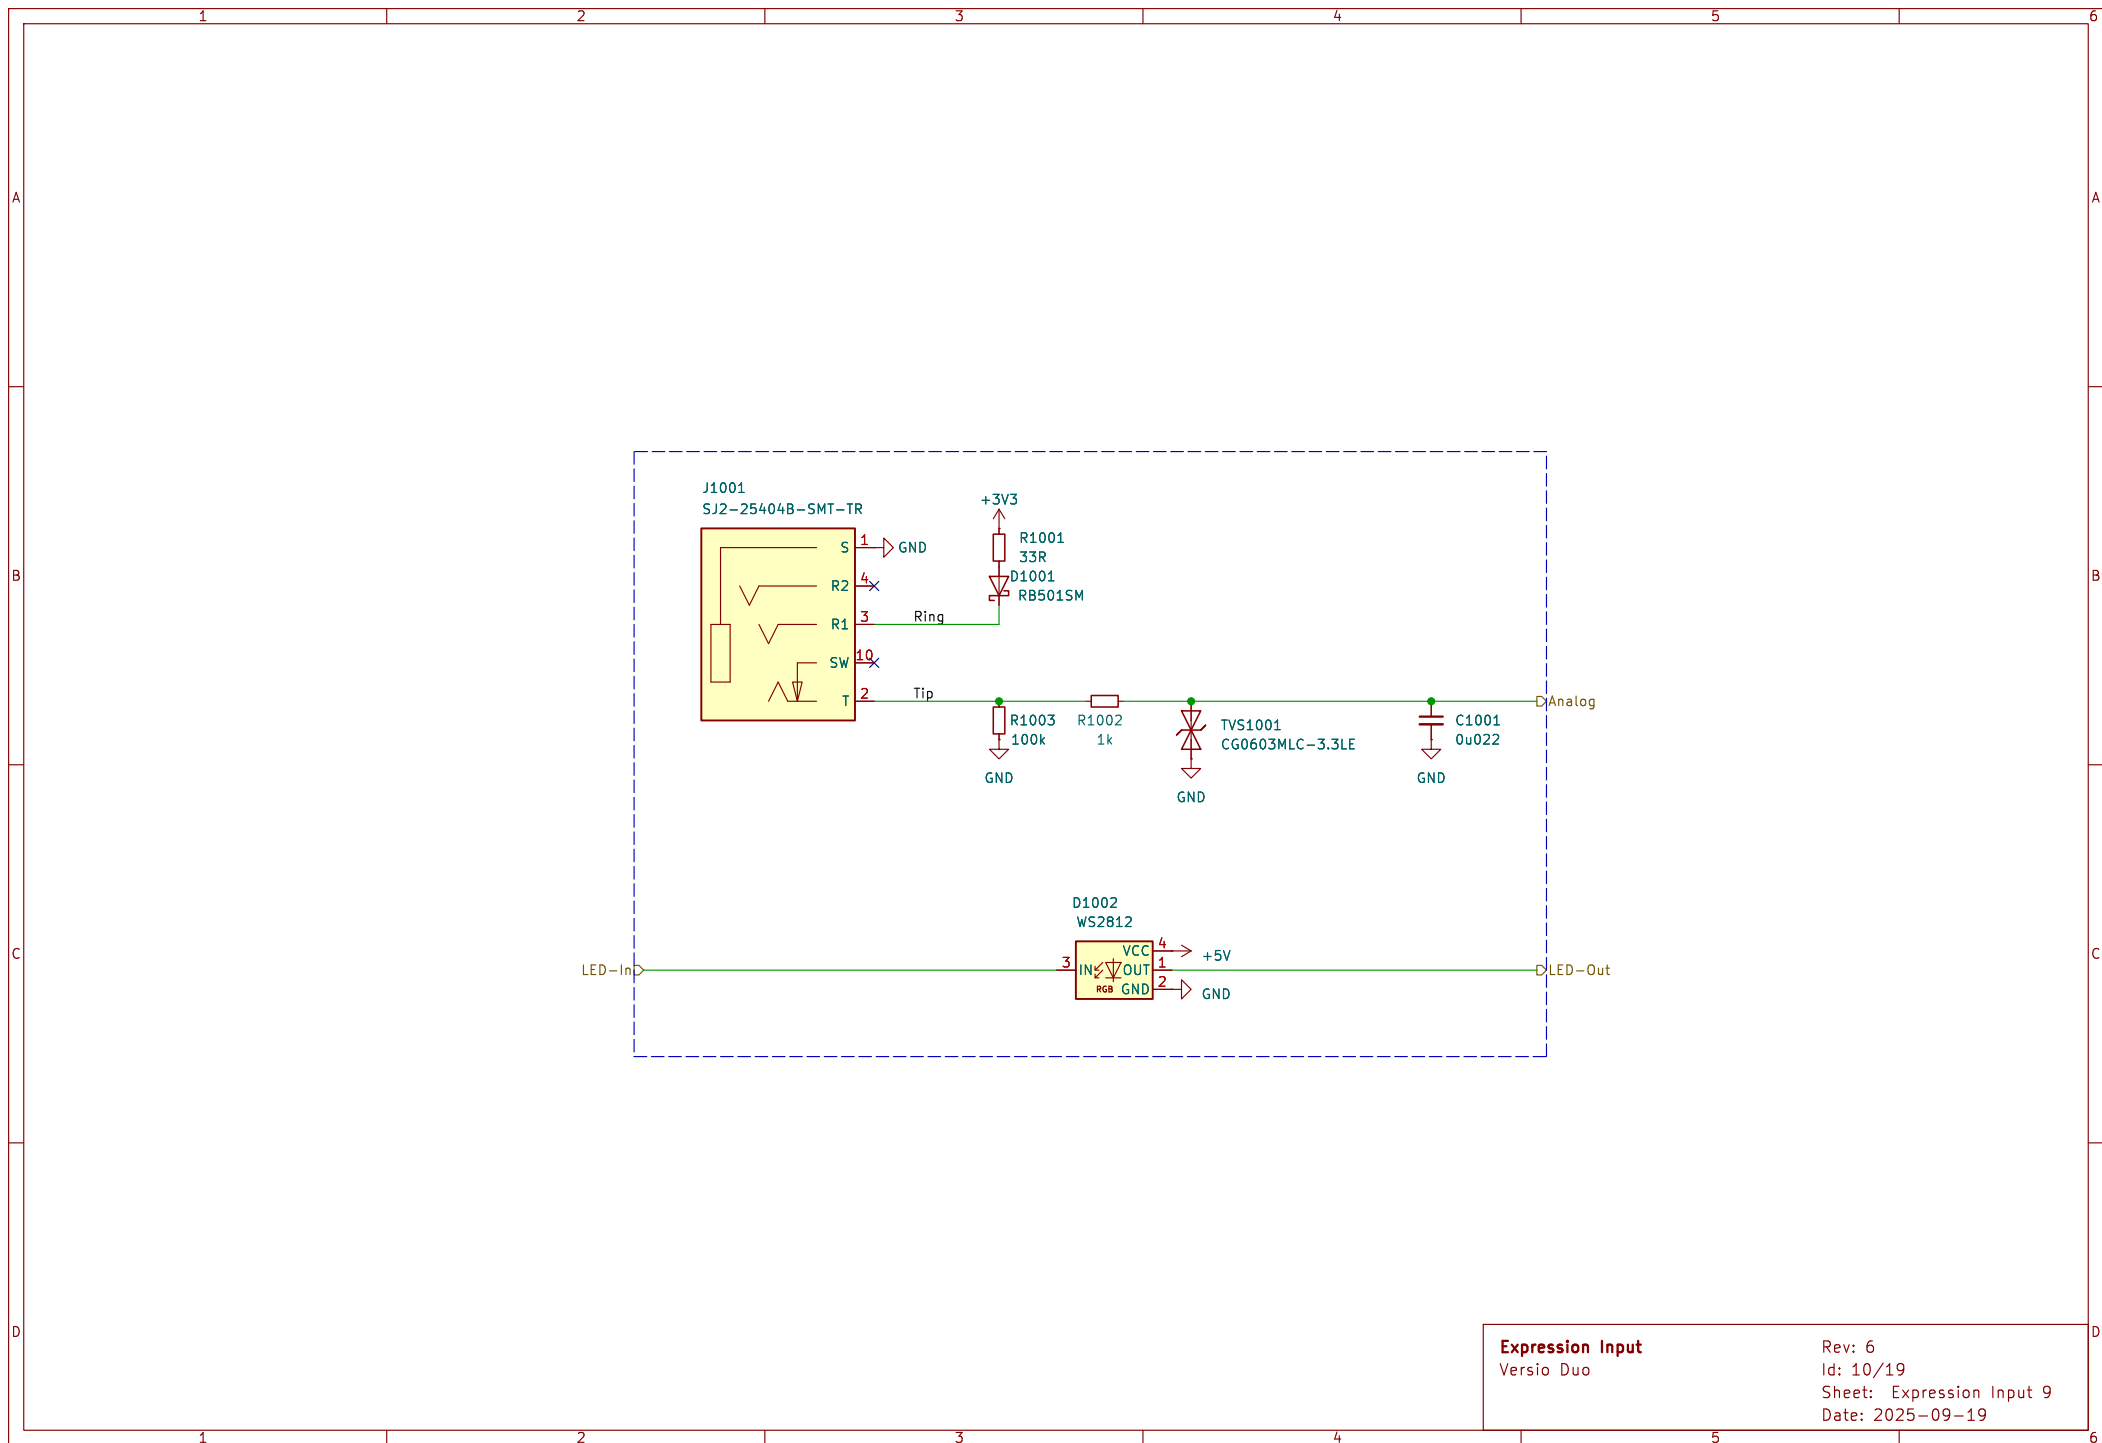 1 2 3 4 5 6
A A
J1001
SJ2-25404B-SMT-TR
+3V3
R1001
33R
S 1 GND
D1001
RB501SM
B B
R2 4
Ring
R1 3
SW 10
Tip
T 2
Analog
R1003
100k
GND
R1002
1k
TVS1001
CG0603MLC-3.3LE
GND
C1001
0u022
GND
D1002
WS2812
VCC 4 +5V
C C
LED-In 3 IN OUT 1 LED-Out
RGB GND 2 GND
D D
Expression Input
Versio Duo
Rev: 6
Id: 10/19
Sheet: Expression Input 9
Date: 2025-09-19
1 2 3 4 5 6